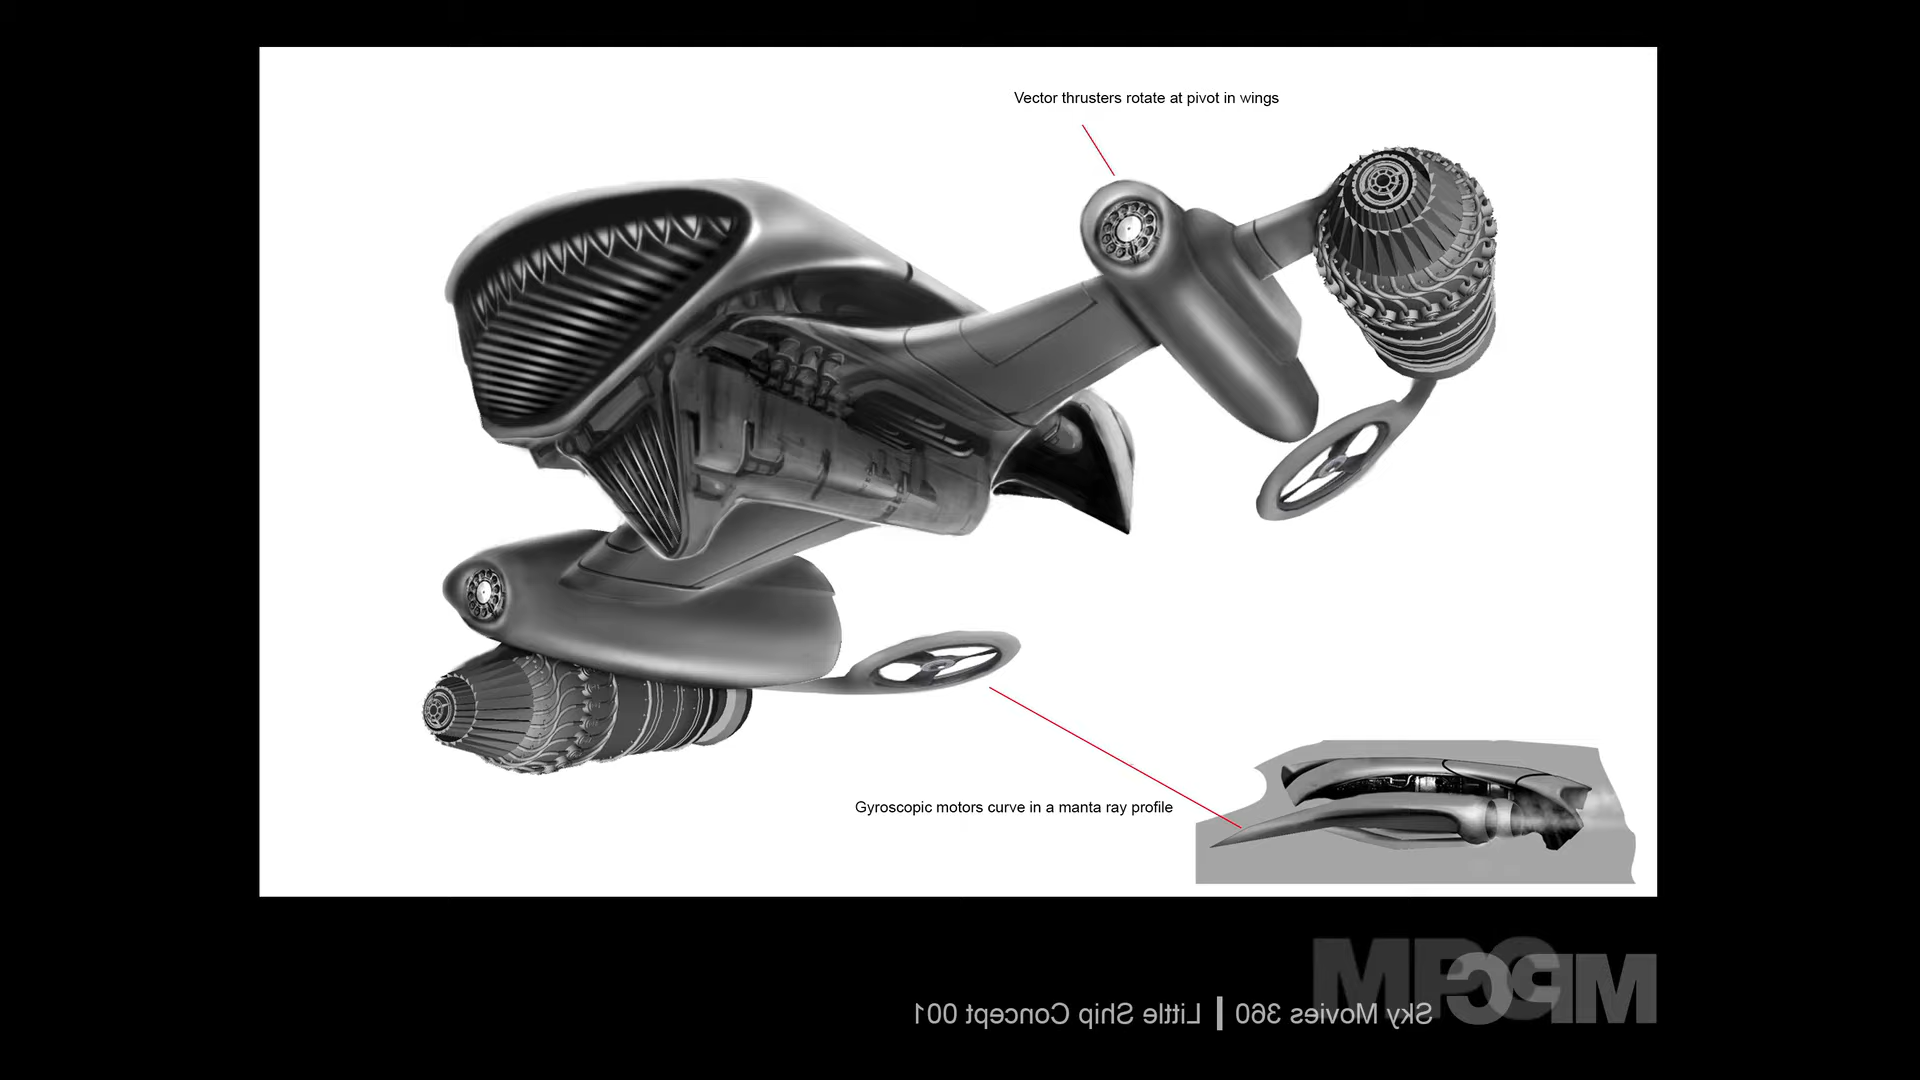 Vector thrusters rotate at pivot in wings
Gyroscopic motors curve in a manta ray profile
MPC MPC
Sky Movies 360 | Little Ship Concept 001